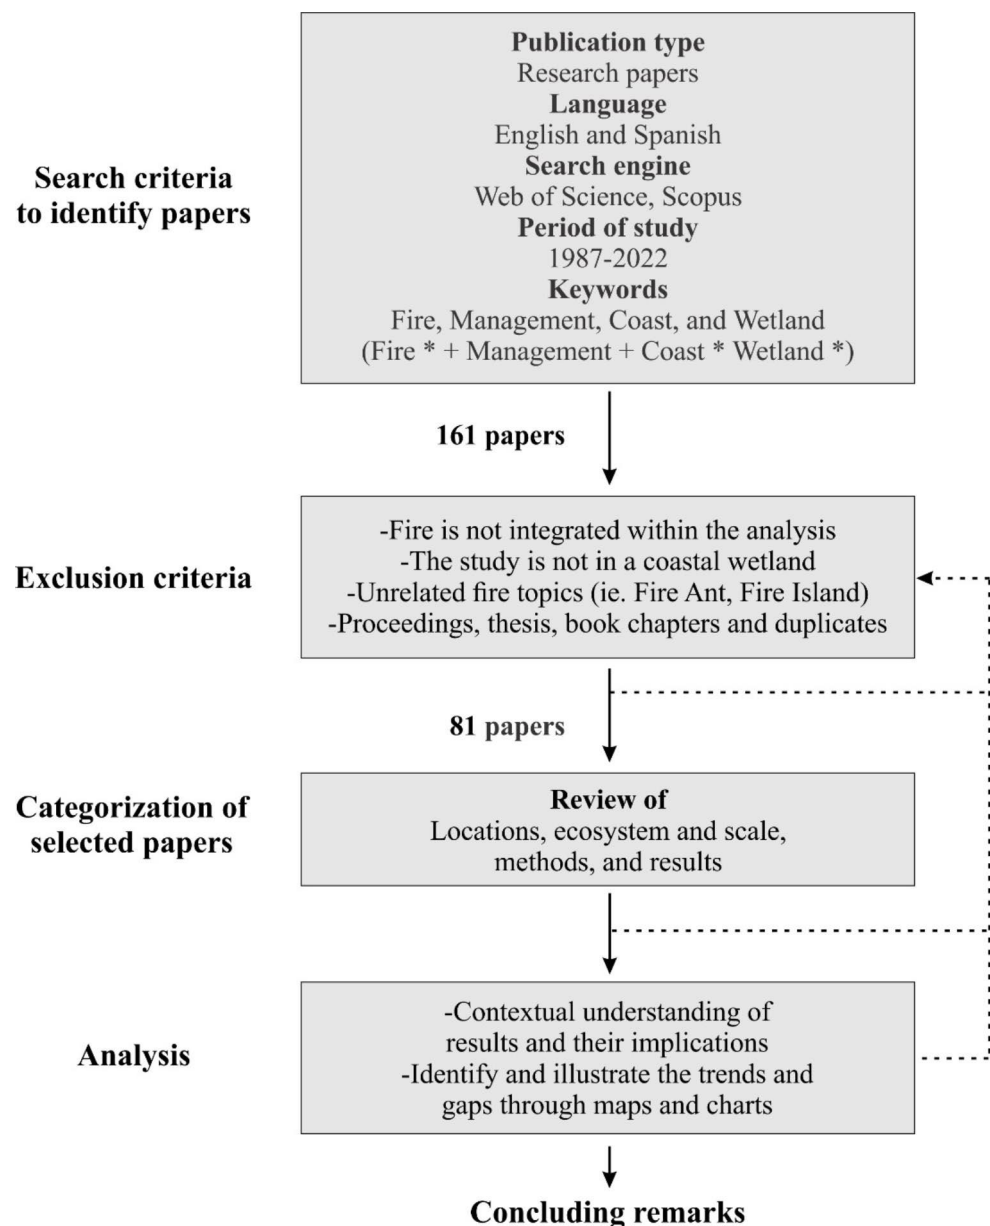 Publication type
Research papers
Language
English and Spanish
Search engine
Web of Science, Scopus
Period of study
1987-2022
Keywords
Fire, Management, Coast, and Wetland
(Fire * + Management + Coast * Wetland *)
Search criteria
to identify papers
161 papers
Exclusion criteria
-Fire is not integrated within the analysis
-The study is not in a coastal wetland
-Unrelated fire topics (ie. Fire Ant, Fire Island)
-Proceedings, thesis, book chapters and duplicates
81 papers
Categorization of
selected papers
Review of
Locations, ecosystem and scale,
methods, and results
Analysis
-Contextual understanding of
results and their implications
-Identify and illustrate the trends and
gaps through maps and charts
Concluding remarks